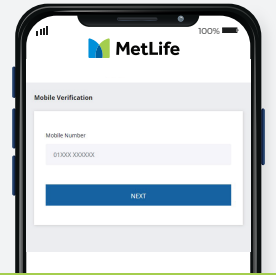 100%
MetLife
Mobile Verification
Mobile Number
01XXX XXXXXX
NEXT